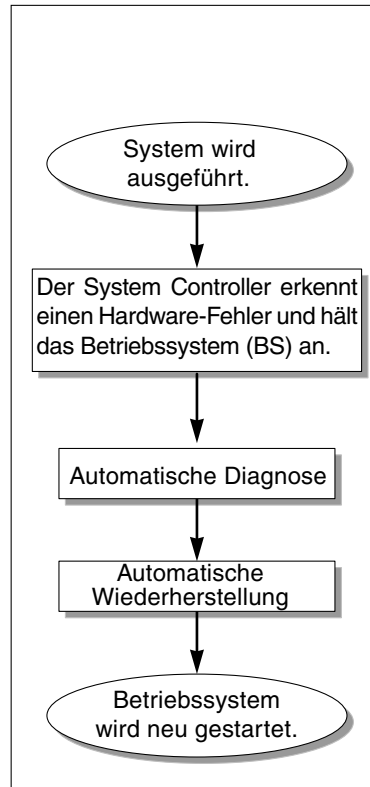 System wird
ausgeführt.
Der System Controller erkennt
einen Hardware-Fehler und hält
das Betriebssystem (BS) an.
Automatische Diagnose
Automatische
Wiederherstellung
Betriebssystem
wird neu gestartet.